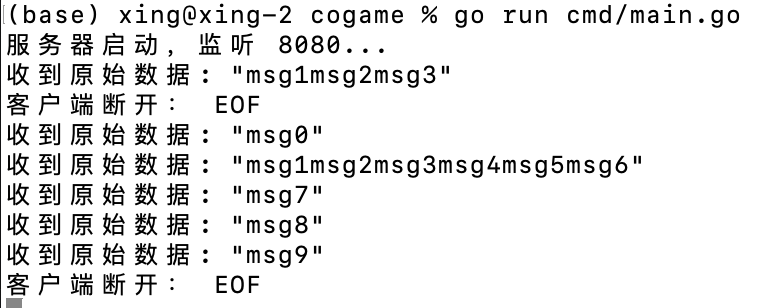 (base) xing@xing-2 cogame % go run cmd/main.go
服务器启动, 监听 8080...
收到原始数据: "msg1msg2msg3"
客户端断开: EOF
收到原始数据: "msg0"
收到原始数据: "msg1msg2msg3msg4msg5msg6"
收到原始数据: "msg7"
收到原始数据: "msg8"
收到原始数据: "msg9"
客户端断开: EOF